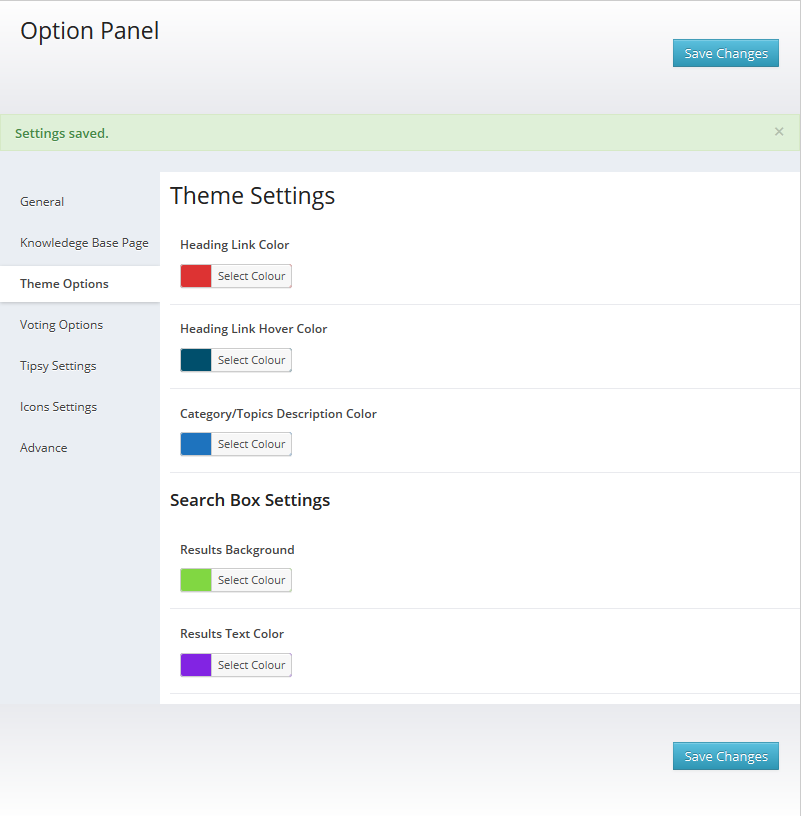 Option Panel
Save Changes
Settings saved.
×
General
Knowledege Base Page
Theme Options
Voting Options
Tipsy Settings
Icons Settings
Advance
Theme Settings
Heading Link Color
Select Colour
Heading Link Hover Color
Select Colour
Category/Topics Description Color
Select Colour
Search Box Settings
Results Background
Select Colour
Results Text Color
Select Colour
Save Changes